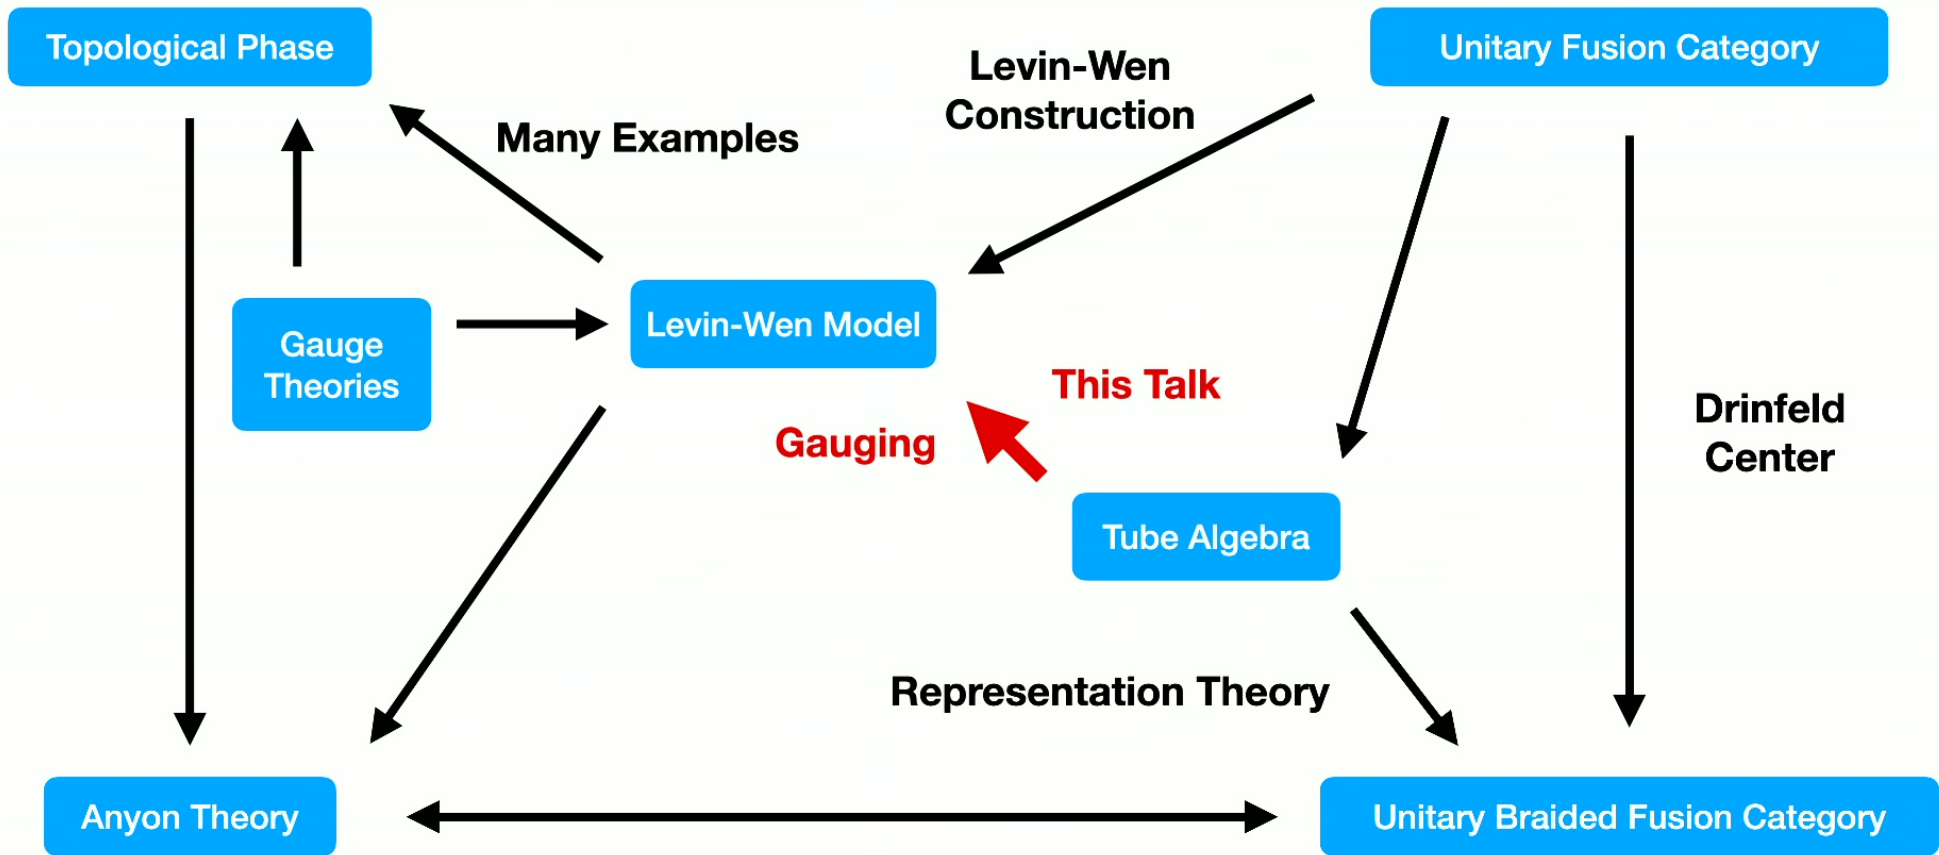 Topological Phase
Unitary Fusion Category
Levin-Wen
Construction
Many Examples
Gauge
Theories
Levin-Wen Model
This Talk
Gauging
Drinfeld
Center
Tube Algebra
Representation Theory
Anyon Theory
Unitary Braided Fusion Category